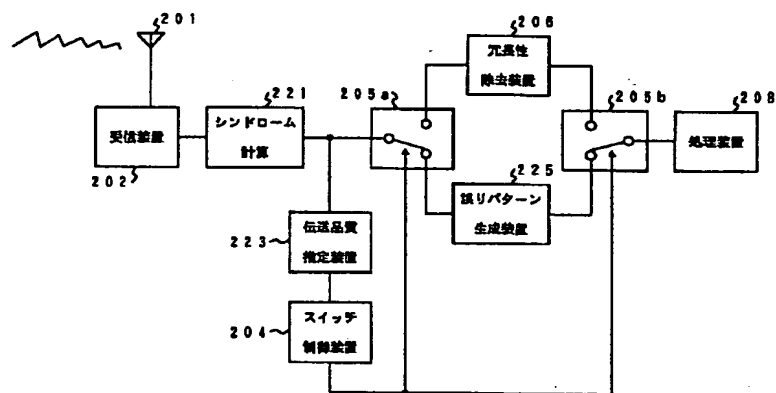 201
206
冗長性
除去装置
221
205a
205b
208
シンドローム
計算
受信装置
処理装置
202
225
誤りパターン
生成装置
223
伝送品質
推定装置
204
スイッチ
制御装置